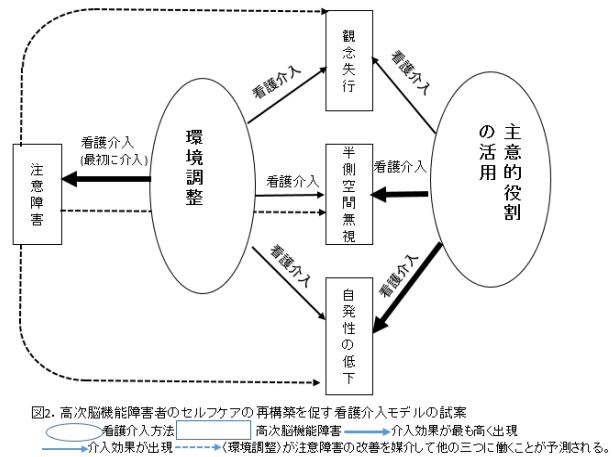 観念失行
看護介入
看護介入
主意的役割の活用
環境調整
看護介入
(最初に介入)
注意障害
半側空間無視
看護介入
看護介入
看護介入
看護介入
自発性の低下
図2. 高次脳機能障害者のセルフケアの再構築を促す看護介入モデルの試案
看護介入方法 高次脳機能障害 介入効果が最も高く出現
介入効果が出現 〈環境調整〉が注意障害の改善を媒介して他の三つに働くことが予測される。